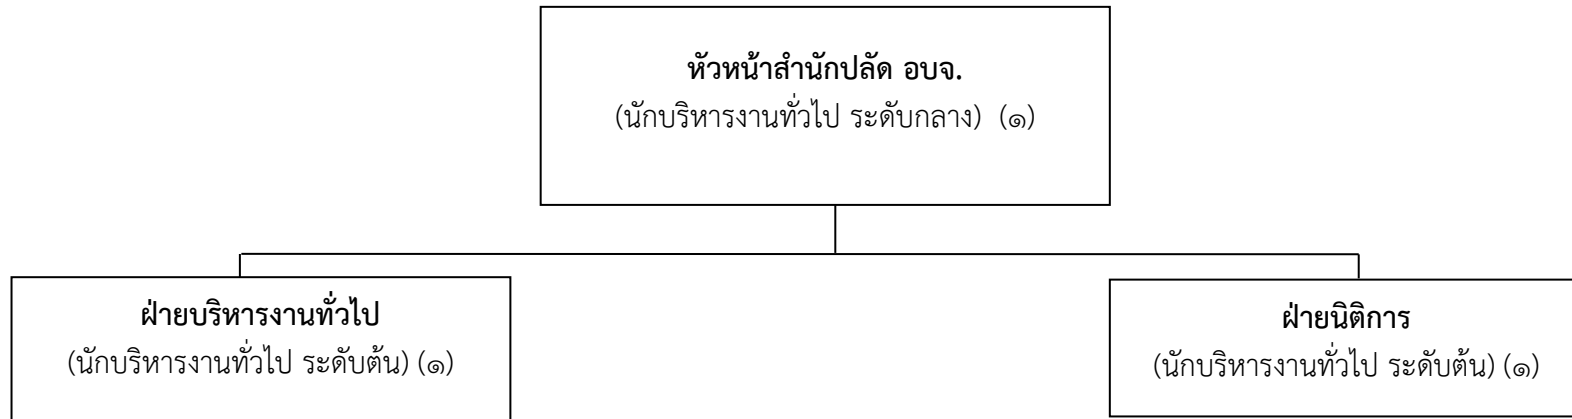 หัวหน้าสำนักปลัด อบจ.
(นักบริหารงานทั่วไป ระดับกลาง) (๑)
ฝ่ายบริหารงานทั่วไป
(นักบริหารงานทั่วไป ระดับต้น) (๑)
ฝ่ายนิติการ
(นักบริหารงานทั่วไป ระดับต้น) (๑)